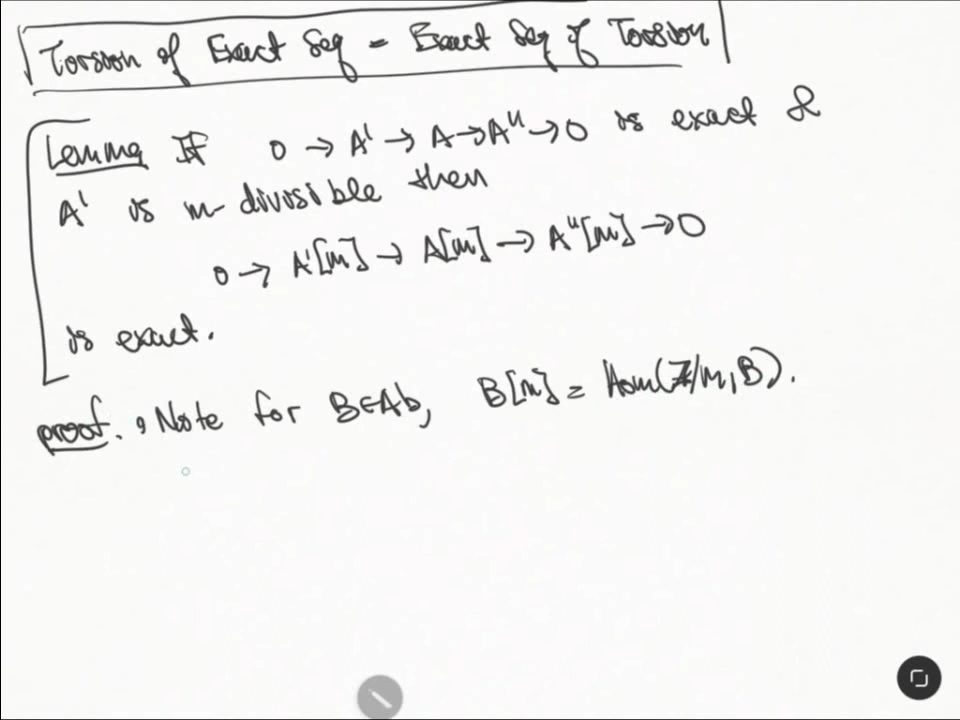 Torsion of Exact Seq = Exact Seq of Torsion
Lemma If 0 → A' → A → A'' → 0 is exact &
A' is m-divisible then
0 → A'[m] → A[m] → A''[m] → 0
is exact.
proof. • Note for B ∈ Ab, B[m] = Hom(ℤ/m, B).